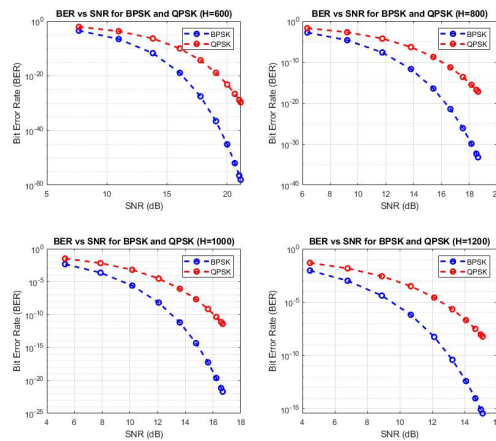 BER vs SNR for BPSK and QPSK (H=600)
BPSK
QPSK
Bit Error Rate (BER)
10^0
10^-20
10^-40
10^-60
5
10
15
20
SNR (dB)
BER vs SNR for BPSK and QPSK (H=800)
BPSK
QPSK
Bit Error Rate (BER)
10^0
10^-10
10^-20
10^-30
10^-40
6
8
10
12
14
16
18
SNR (dB)
BER vs SNR for BPSK and QPSK (H=1000)
BPSK
QPSK
Bit Error Rate (BER)
10^0
10^-5
10^-10
10^-15
10^-20
10^-25
4
6
8
10
12
14
16
18
SNR (dB)
BER vs SNR for BPSK and QPSK (H=1200)
BPSK
QPSK
Bit Error Rate (BER)
10^-5
10^-10
10^-15
4
6
8
10
12
14
SNR (dB)